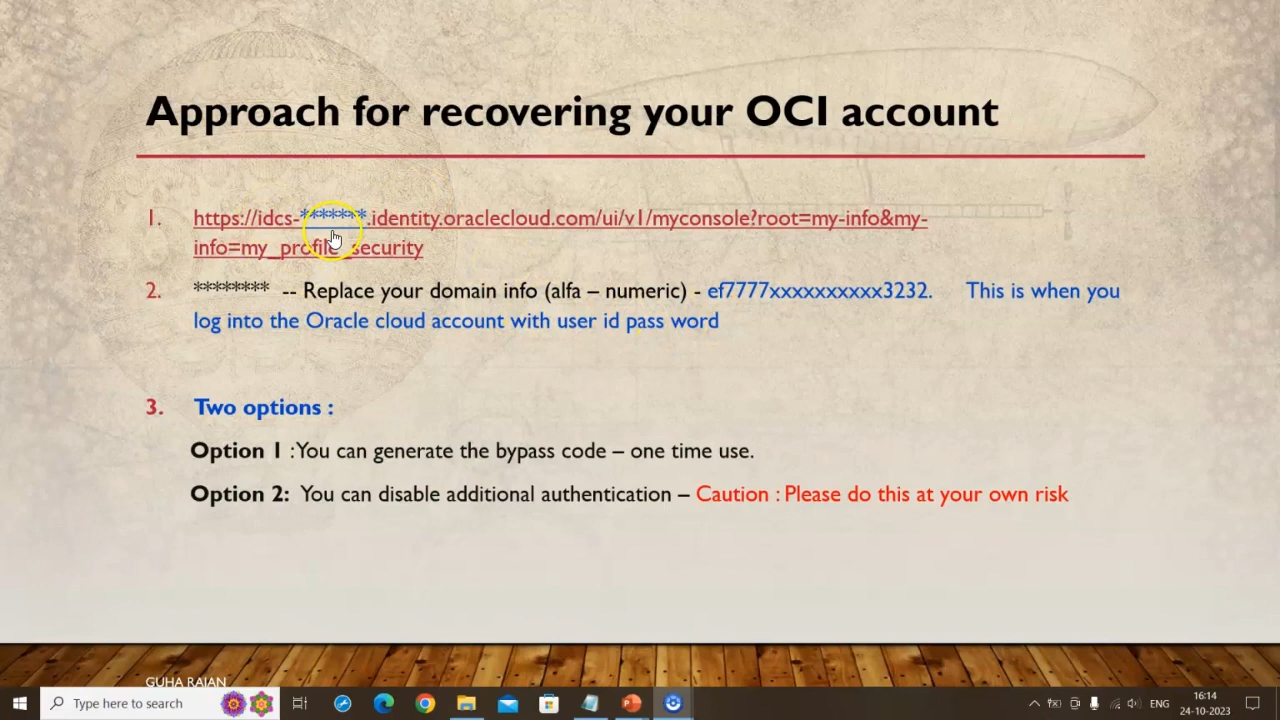 Approach for recovering your OCI account
1. https://idcs-*******.identity.oraclecloud.com/ui/v1/myconsole?root=my-info&my-
info=my_profile_security
2. ******** -- Replace your domain info (alfa – numeric) - ef7777xxxxxxxxxx3232. This is when you
log into the Oracle cloud account with user id pass word
3. Two options :
Option 1 : You can generate the bypass code – one time use.
Option 2: You can disable additional authentication – Caution : Please do this at your own risk
GUHA RAJAN
Type here to search
ENG
16:14
24-10-2023